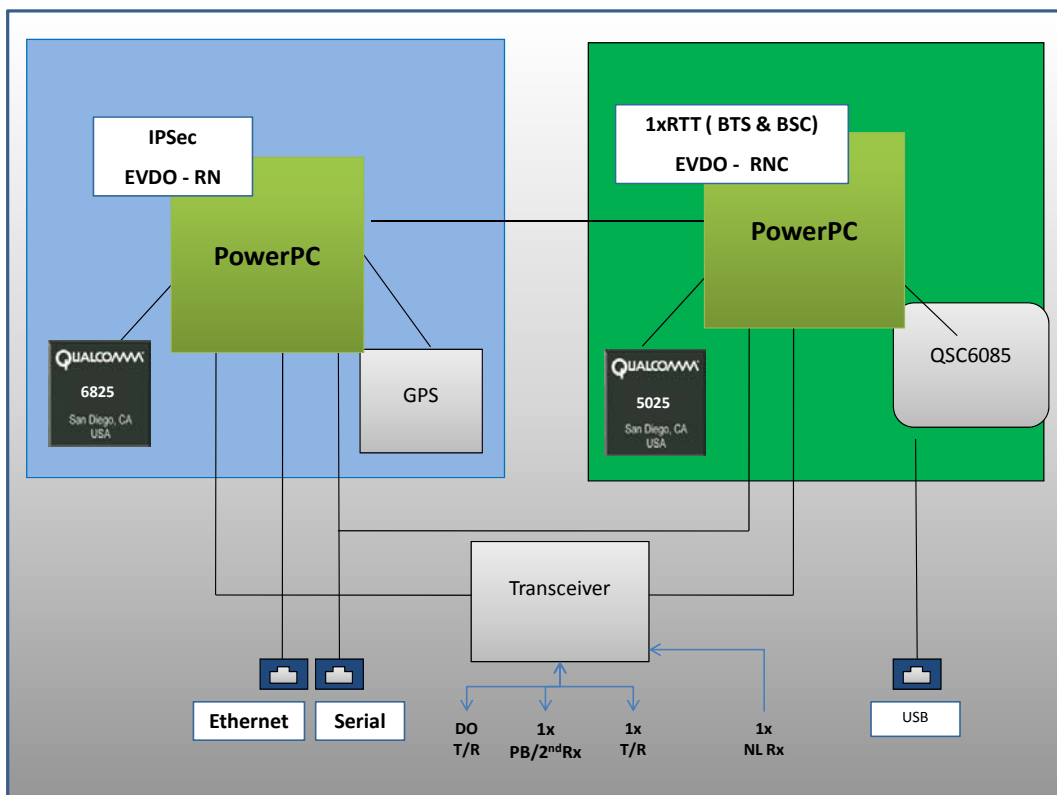 IPSec
EVDO - RN
PowerPC
QUALCOMM
6825
San Diego, CA
USA
GPS
1xRTT ( BTS & BSC)
EVDO - RNC
PowerPC
QUALCOMM
5025
San Diego, CA
USA
QSC6085
Transceiver
Ethernet
Serial
DO
T/R
1x
PB/2ndRx
1x
T/R
1x
NL Rx
USB